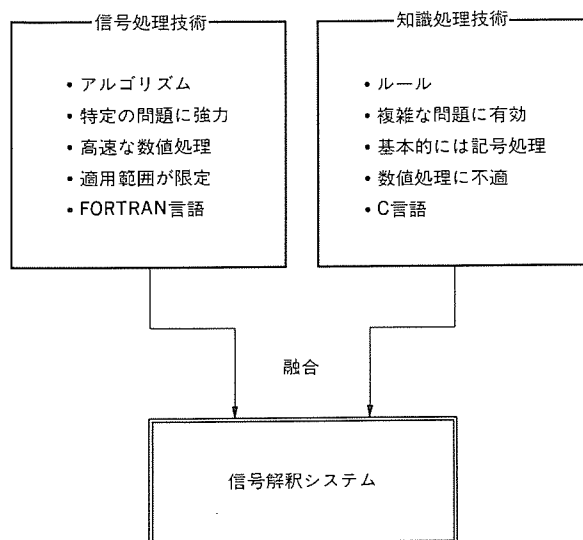 信号処理技術
• アルゴリズム
• 特定の問題に強力
• 高速な数値処理
• 適用範囲が限定
• FORTRAN言語
知識処理技術
• ルール
• 複雑な問題に有効
• 基本的には記号処理
• 数値処理に不適
• C言語
融合
信号解釈システム